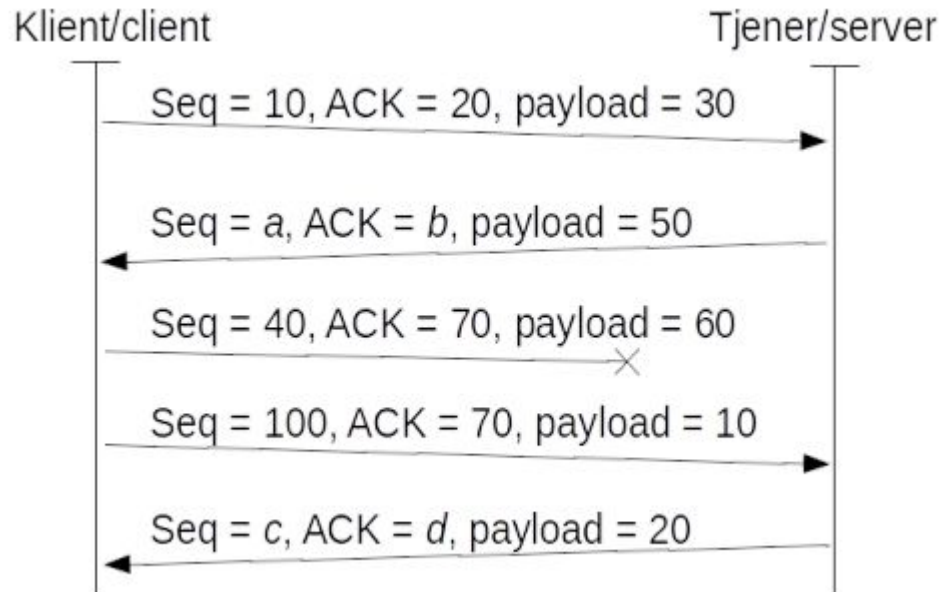 Klient/client
Tjener/server
Seq = 10, ACK = 20, payload = 30
Seq = a, ACK = b, payload = 50
Seq = 40, ACK = 70, payload = 60
Seq = 100, ACK = 70, payload = 10
Seq = c, ACK = d, payload = 20